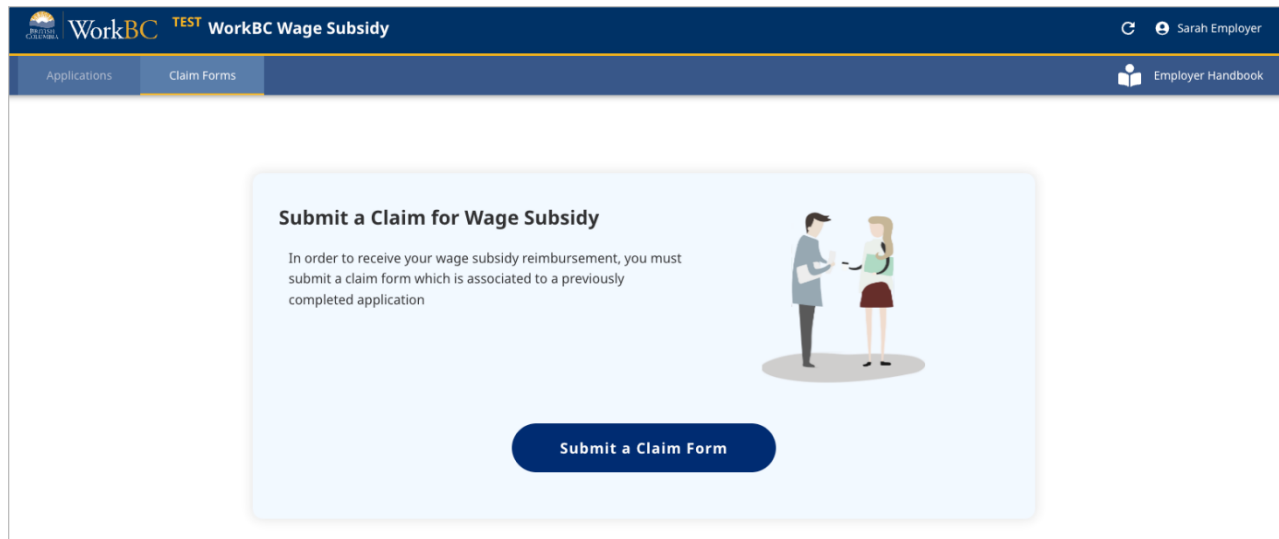 BRITISH
COLUMBIA
WorkBC
TEST WorkBC Wage Subsidy
Sarah Employer
Applications
Claim Forms
Employer Handbook
Submit a Claim for Wage Subsidy
In order to receive your wage subsidy reimbursement, you must
submit a claim form which is associated to a previously
completed application
Submit a Claim Form